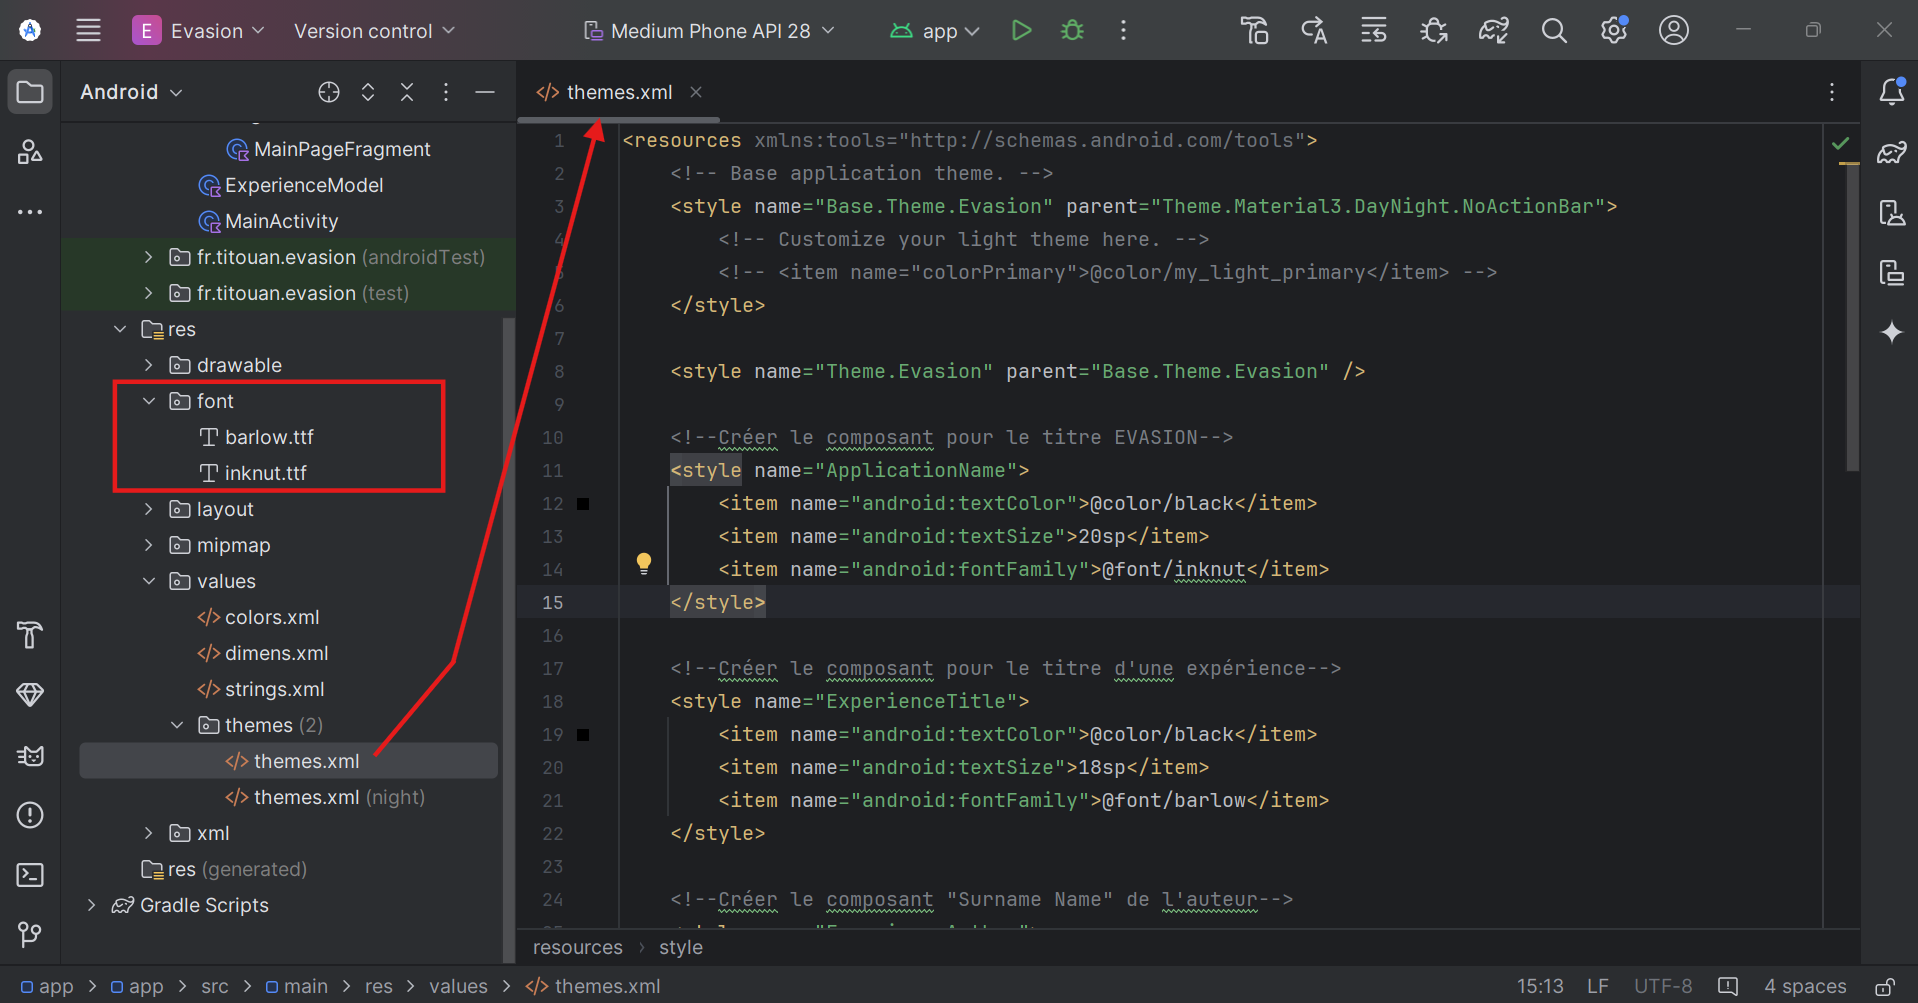 E Evasion Version control Medium Phone API 28 app
Android
MainPageFragment
ExperienceModel
MainActivity
fr.titouan.evasion (androidTest)
fr.titouan.evasion (test)
res
drawable
font
barlow.ttf
inknut.ttf
layout
mipmap
values
colors.xml
dimens.xml
strings.xml
themes (2)
themes.xml
themes.xml (night)
xml
res (generated)
Gradle Scripts
themes.xml
1 <resources xmlns:tools="http://schemas.android.com/tools">
2 <!-- Base application theme. -->
3 <style name="Base.Theme.Evasion" parent="Theme.Material3.DayNight.NoActionBar">
4 <!-- Customize your light theme here. -->
5 <!-- <item name="colorPrimary">@color/my_light_primary</item> -->
6 </style>
7
8 <style name="Theme.Evasion" parent="Base.Theme.Evasion" />
9
10 <!--Créer le composant pour le titre EVASION-->
11 <style name="ApplicationName">
12 <item name="android:textColor">@color/black</item>
13 <item name="android:textSize">20sp</item>
14 <item name="android:fontFamily">@font/inknut</item>
15 </style>
16
17 <!--Créer le composant pour le titre d'une expérience-->
18 <style name="ExperienceTitle">
19 <item name="android:textColor">@color/black</item>
20 <item name="android:textSize">18sp</item>
21 <item name="android:fontFamily">@font/barlow</item>
22 </style>
23
24 <!--Créer le composant "Surname Name" de l'auteur-->
resources › style
app > app > src > main > res > values > themes.xml 15:13 LF UTF-8 4 spaces